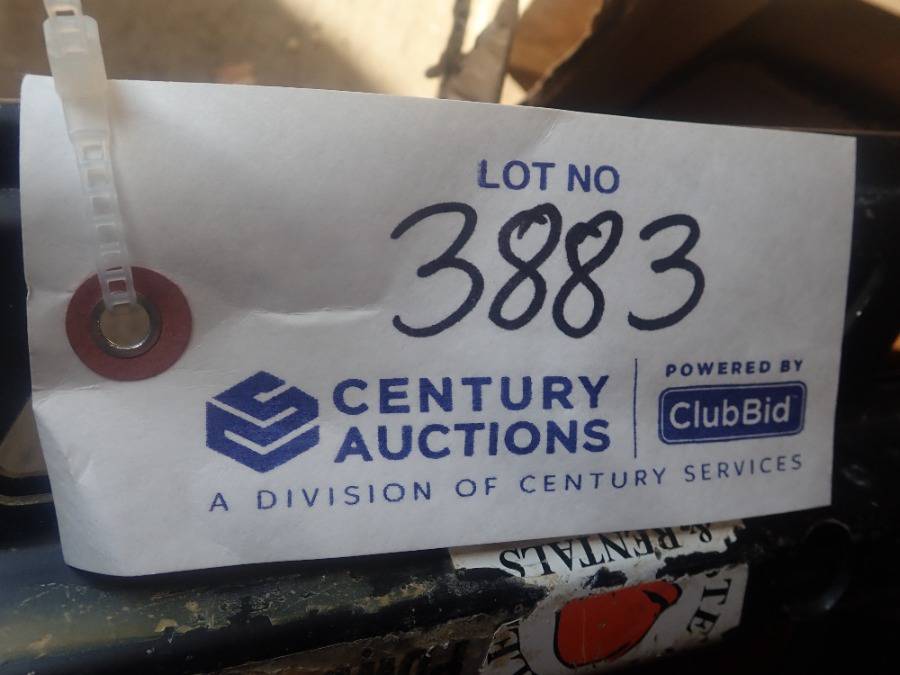 LOT NO
3883
CENTURY
AUCTIONS
POWERED BY
ClubBid
A DIVISION OF CENTURY SERVICES
& RENTALS